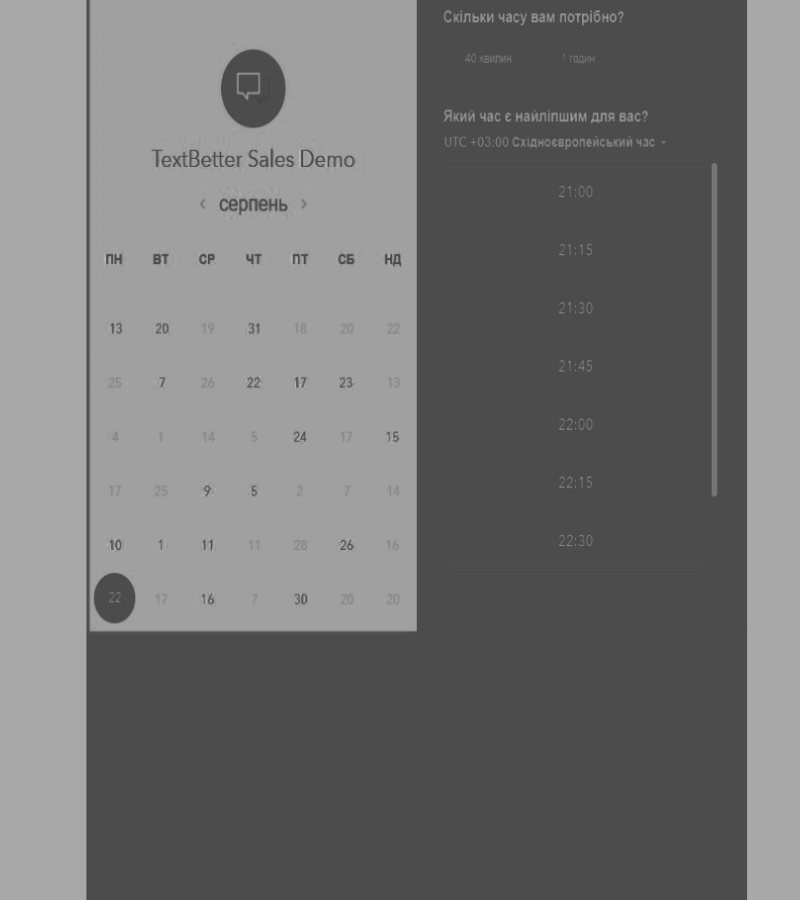 TextBetter Sales Demo
‹ серпень ›
ПН ВТ СР ЧТ ПТ СБ НД
13 20 19 31 18 20 22
25 7 26 22 17 23 13
4 1 14 5 24 17 15
17 25 9 5 2 7 14
10 1 11 11 28 26 16
22 17 16 7 30 20 20
Скільки часу вам потрібно?
40 хвилин 1 годин
Який час є найліпшим для вас?
UTC +03:00 Східноєвропейський час
21:00
21:15
21:30
21:45
22:00
22:15
22:30